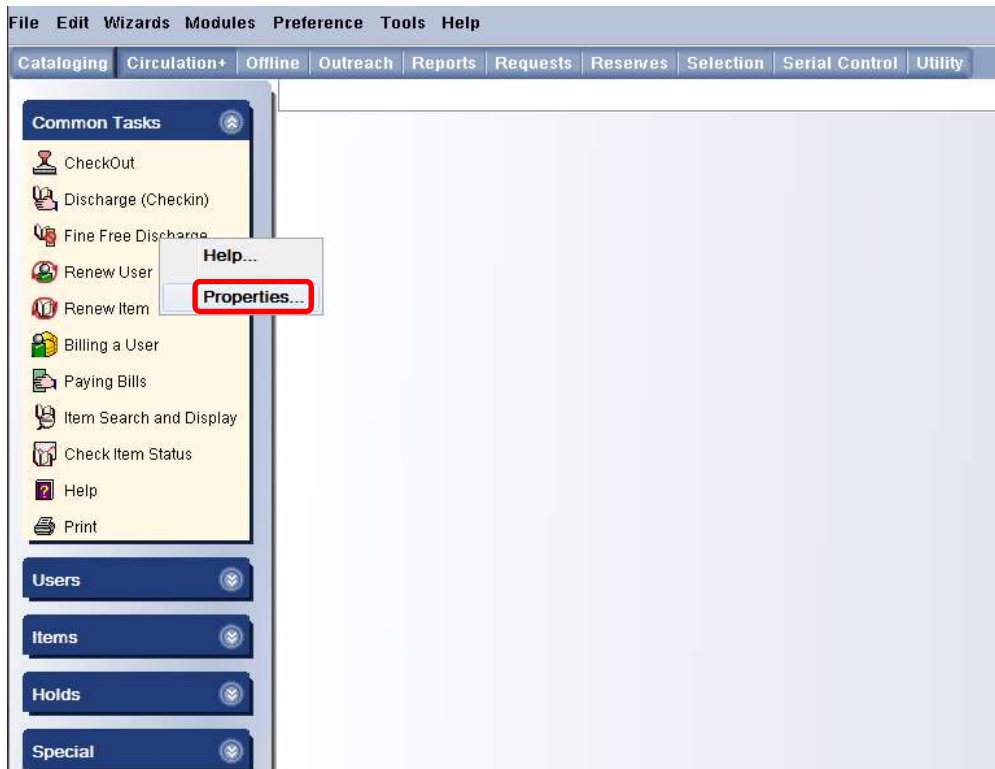 File Edit Wizards Modules Preference Tools Help
Cataloging Circulation+ Offline Outreach Reports Requests Reserves Selection Serial Control Utility
Common Tasks
CheckOut
Discharge (Checkin)
Fine Free Discharge
Help...
Renew User
Properties...
Renew Item
Billing a User
Paying Bills
Item Search and Display
Check Item Status
Help
Print
Users
Items
Holds
Special